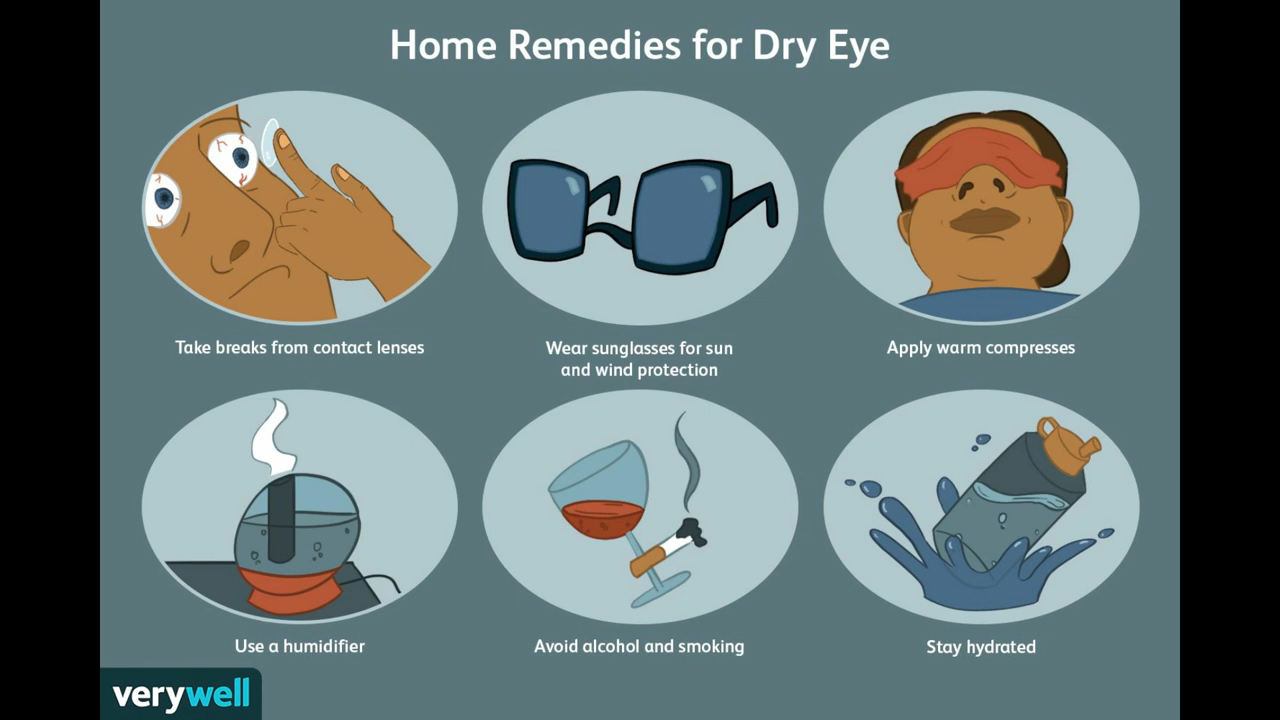 Home Remedies for Dry Eye
Take breaks from contact lenses
Wear sunglasses for sun
and wind protection
Apply warm compresses
Use a humidifier
Avoid alcohol and smoking
Stay hydrated
verywell